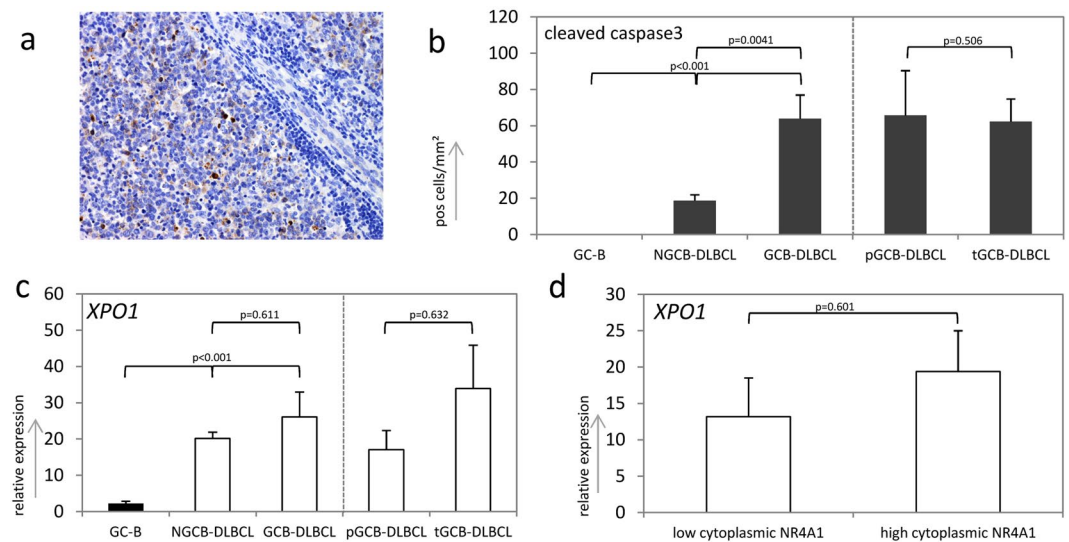 a
b
cleaved caspase3
120
100
80
60
40
20
0
pos cells/mm²
p=0.0041
p<0.001
p=0.506
GC-B
NGCB-DLBCL
GCB-DLBCL
pGCB-DLBCL
tGCB-DLBCL
c
XPO1
60
50
40
30
20
10
0
relative expression
p=0.611
p<0.001
p=0.632
GC-B
NGCB-DLBCL
GCB-DLBCL
pGCB-DLBCL
tGCB-DLBCL
d
XPO1
30
25
20
15
10
5
0
relative expression
p=0.601
low cytoplasmic NR4A1
high cytoplasmic NR4A1